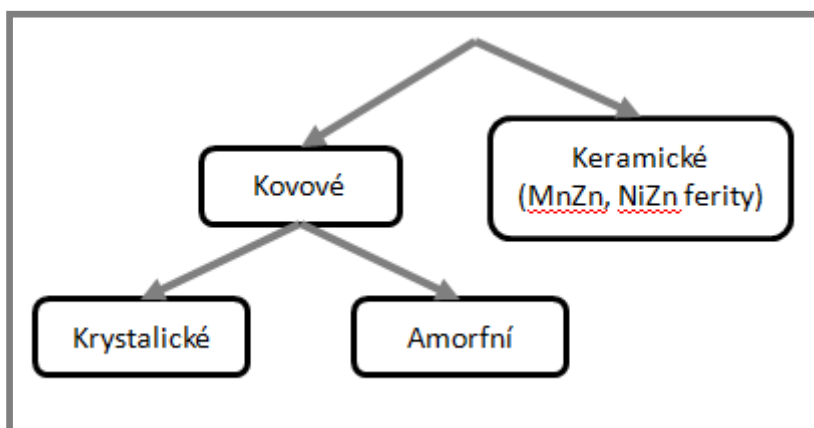 Kovové
Keramické
(MnZn, NiZn ferity)
Krystalické
Amorfní